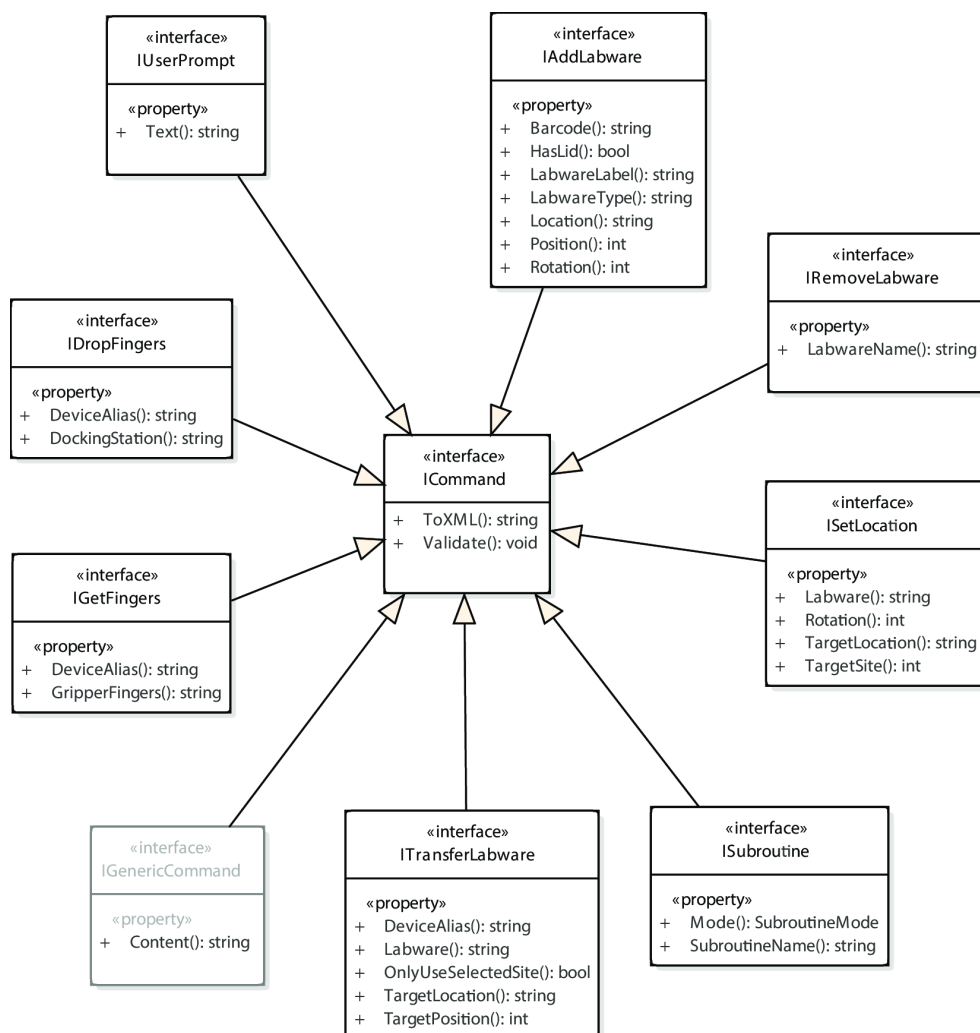 «interface»
IUserPrompt
«property»
+ Text(): string
«interface»
IAddLabware
«property»
+ Barcode(): string
+ HasLid(): bool
+ LabwareLabel(): string
+ LabwareType(): string
+ Location(): string
+ Position(): int
+ Rotation(): int
«interface»
IRemoveLabware
«property»
+ LabwareName(): string
«interface»
IDropFingers
«property»
+ DeviceAlias(): string
+ DockingStation(): string
«interface»
ICommand
+ ToXML(): string
+ Validate(): void
«interface»
ISetLocation
«property»
+ Labware(): string
+ Rotation(): int
+ TargetLocation(): string
+ TargetSite(): int
«interface»
IGetFingers
«property»
+ DeviceAlias(): string
+ GripperFingers(): string
«interface»
IGenericCommand
«property»
+ Content(): string
«interface»
ITransferLabware
«property»
+ DeviceAlias(): string
+ Labware(): string
+ OnlyUseSelectedSite(): bool
+ TargetLocation(): string
+ TargetPosition(): int
«interface»
ISubroutine
«property»
+ Mode(): SubroutineMode
+ SubroutineName(): string